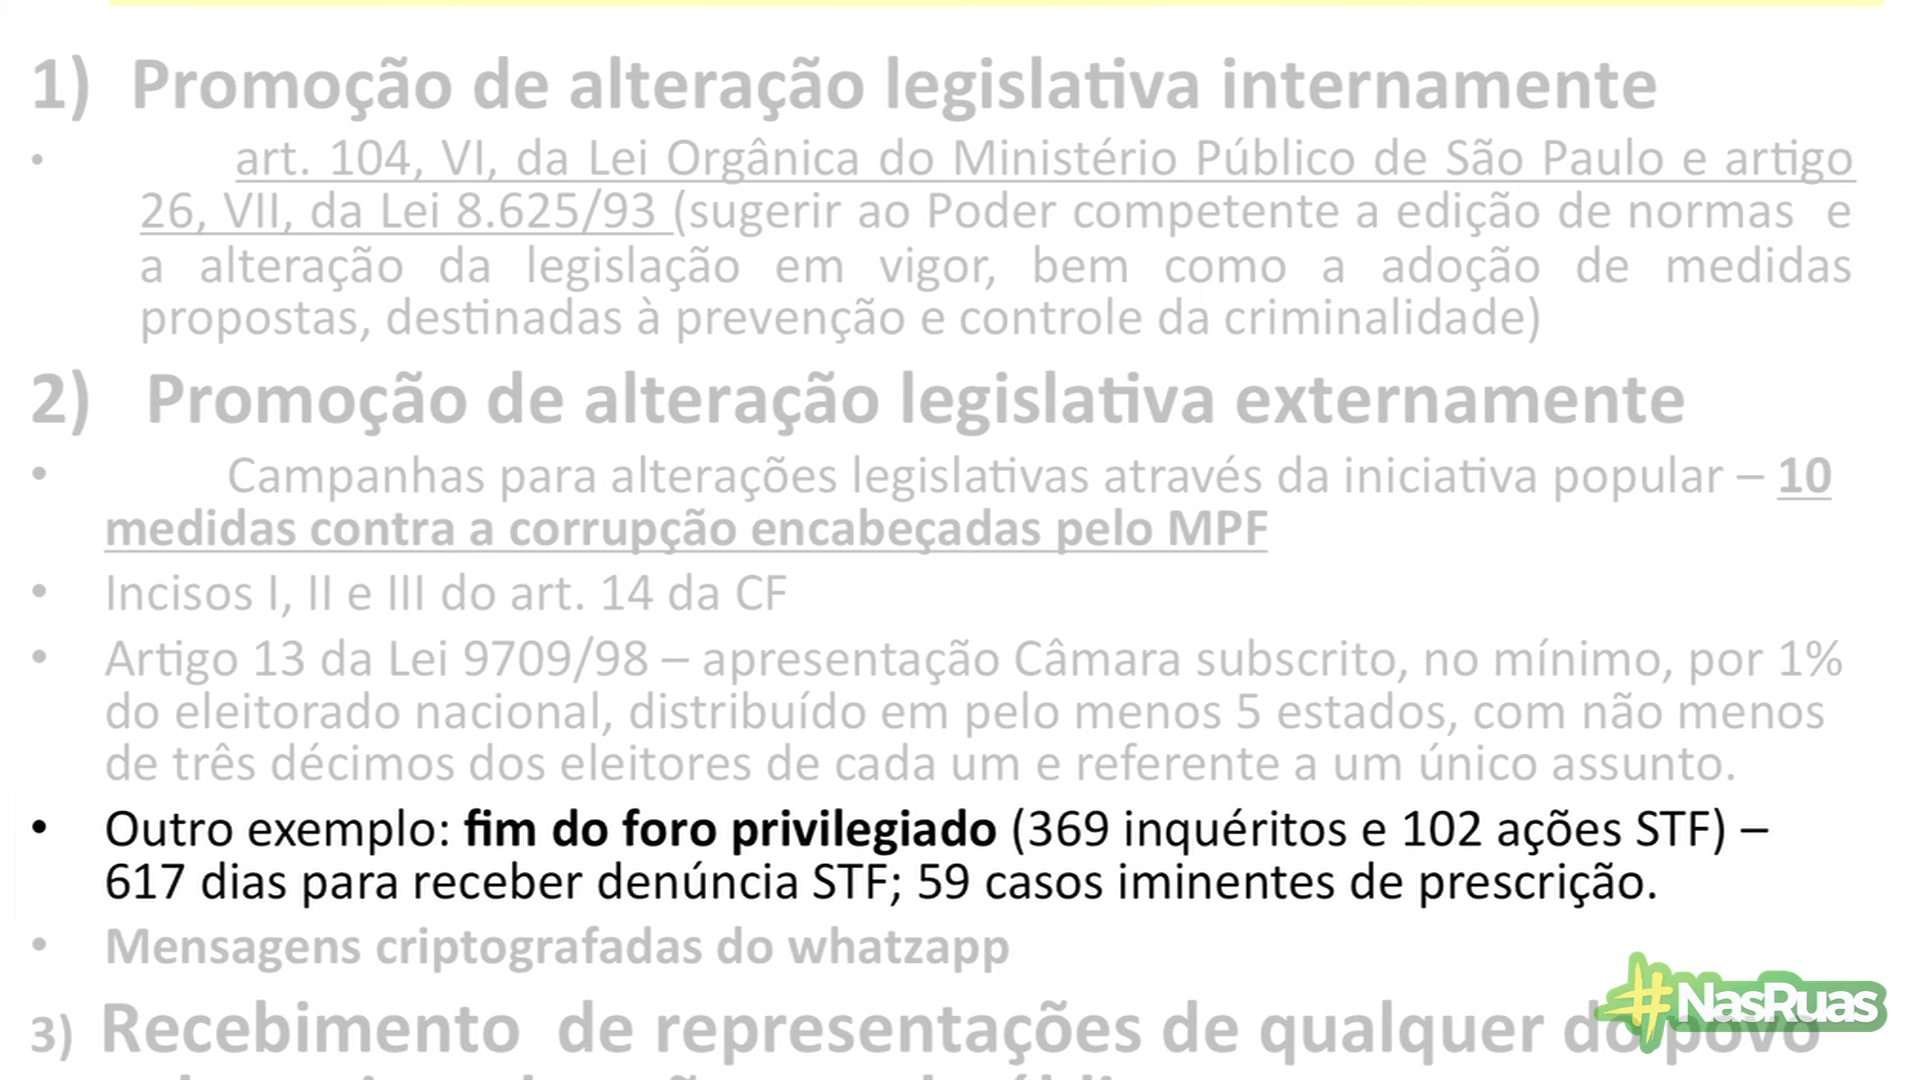 1) Promoção de alteração legislativa internamente
• art. 104, VI, da Lei Orgânica do Ministério Público de São Paulo e artigo
26, VII, da Lei 8.625/93 (sugerir ao Poder competente a edição de normas e
a alteração da legislação em vigor, bem como a adoção de medidas
propostas, destinadas à prevenção e controle da criminalidade)
2) Promoção de alteração legislativa externamente
• Campanhas para alterações legislativas através da iniciativa popular – 10
medidas contra a corrupção encabeçadas pelo MPF
• Incisos I, II e III do art. 14 da CF
• Artigo 13 da Lei 9709/98 – apresentação Câmara subscrito, no mínimo, por 1%
do eleitorado nacional, distribuído em pelo menos 5 estados, com não menos
de três décimos dos eleitores de cada um e referente a um único assunto.
• Outro exemplo: fim do foro privilegiado (369 inquéritos e 102 ações STF) –
617 dias para receber denúncia STF; 59 casos iminentes de prescrição.
• Mensagens criptografadas do whatzapp
3) Recebimento de representações de qualquer do povo
#NasRuas